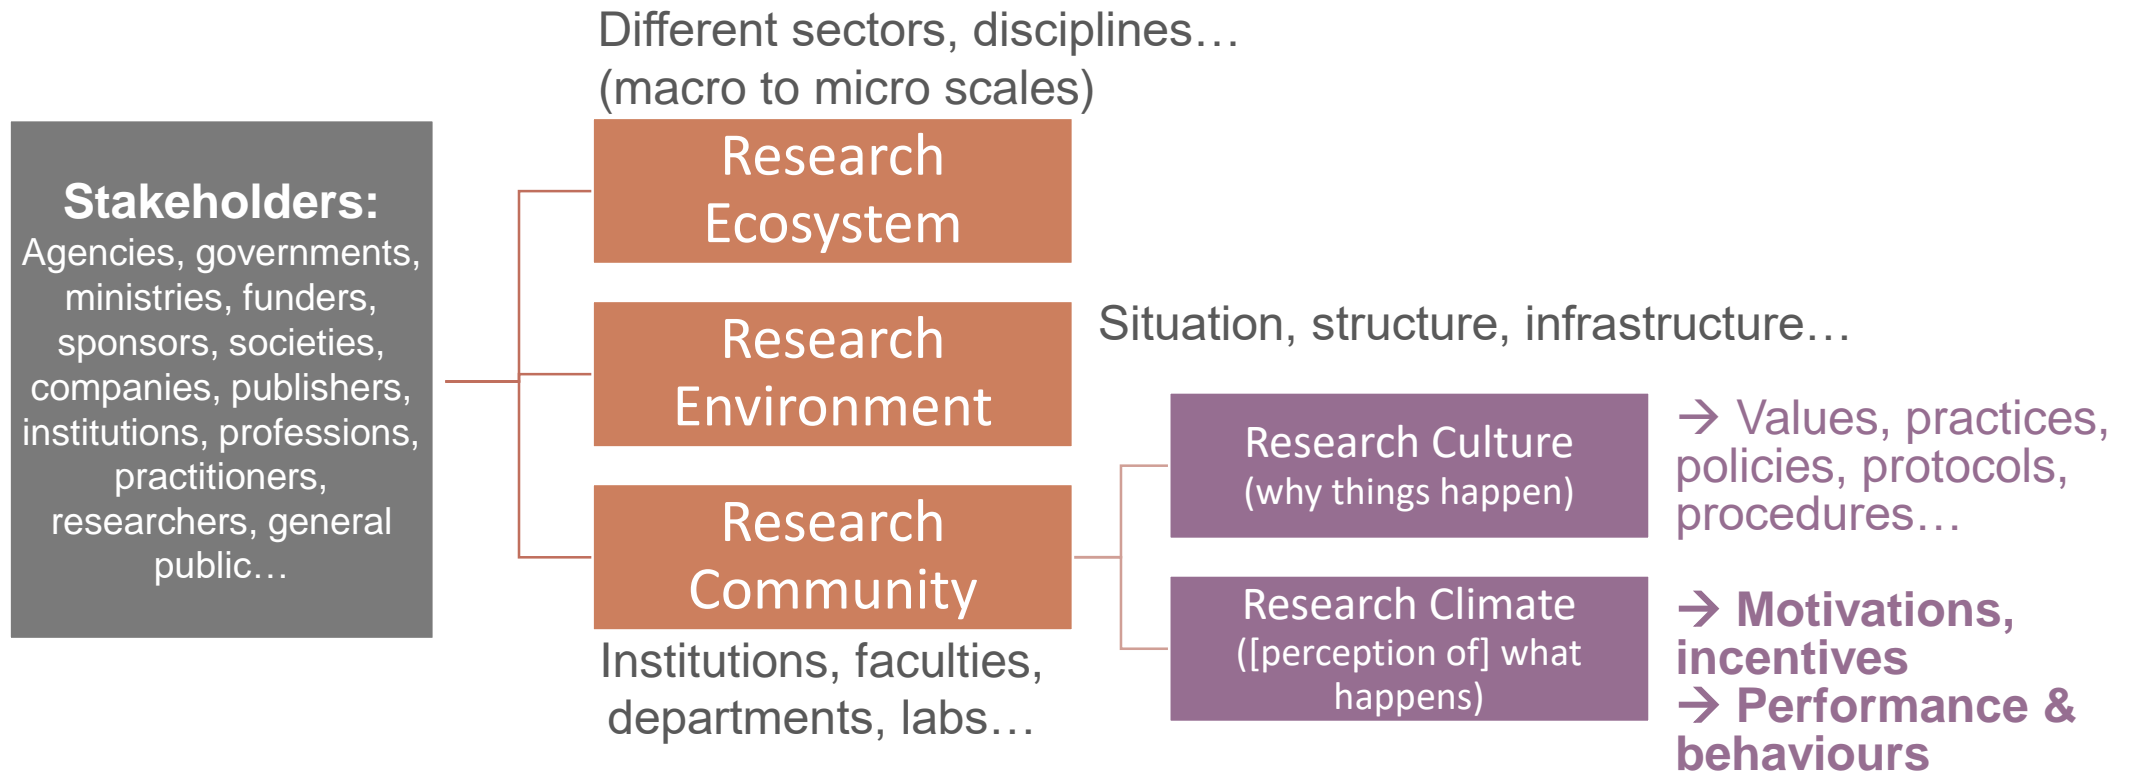 Different sectors, disciplines…
(macro to micro scales)
Stakeholders:
Agencies, governments,
ministries, funders,
sponsors, societies,
companies, publishers,
institutions, professions,
practitioners,
researchers, general
public…
Research
Ecosystem
Research
Environment
Situation, structure, infrastructure…
Research
Community
Institutions, faculties,
departments, labs…
Research Culture
(why things happen)
→ Values, practices,
policies, protocols,
procedures…
Research Climate
([perception of] what
happens)
→ Motivations,
incentives
→ Performance &
behaviours